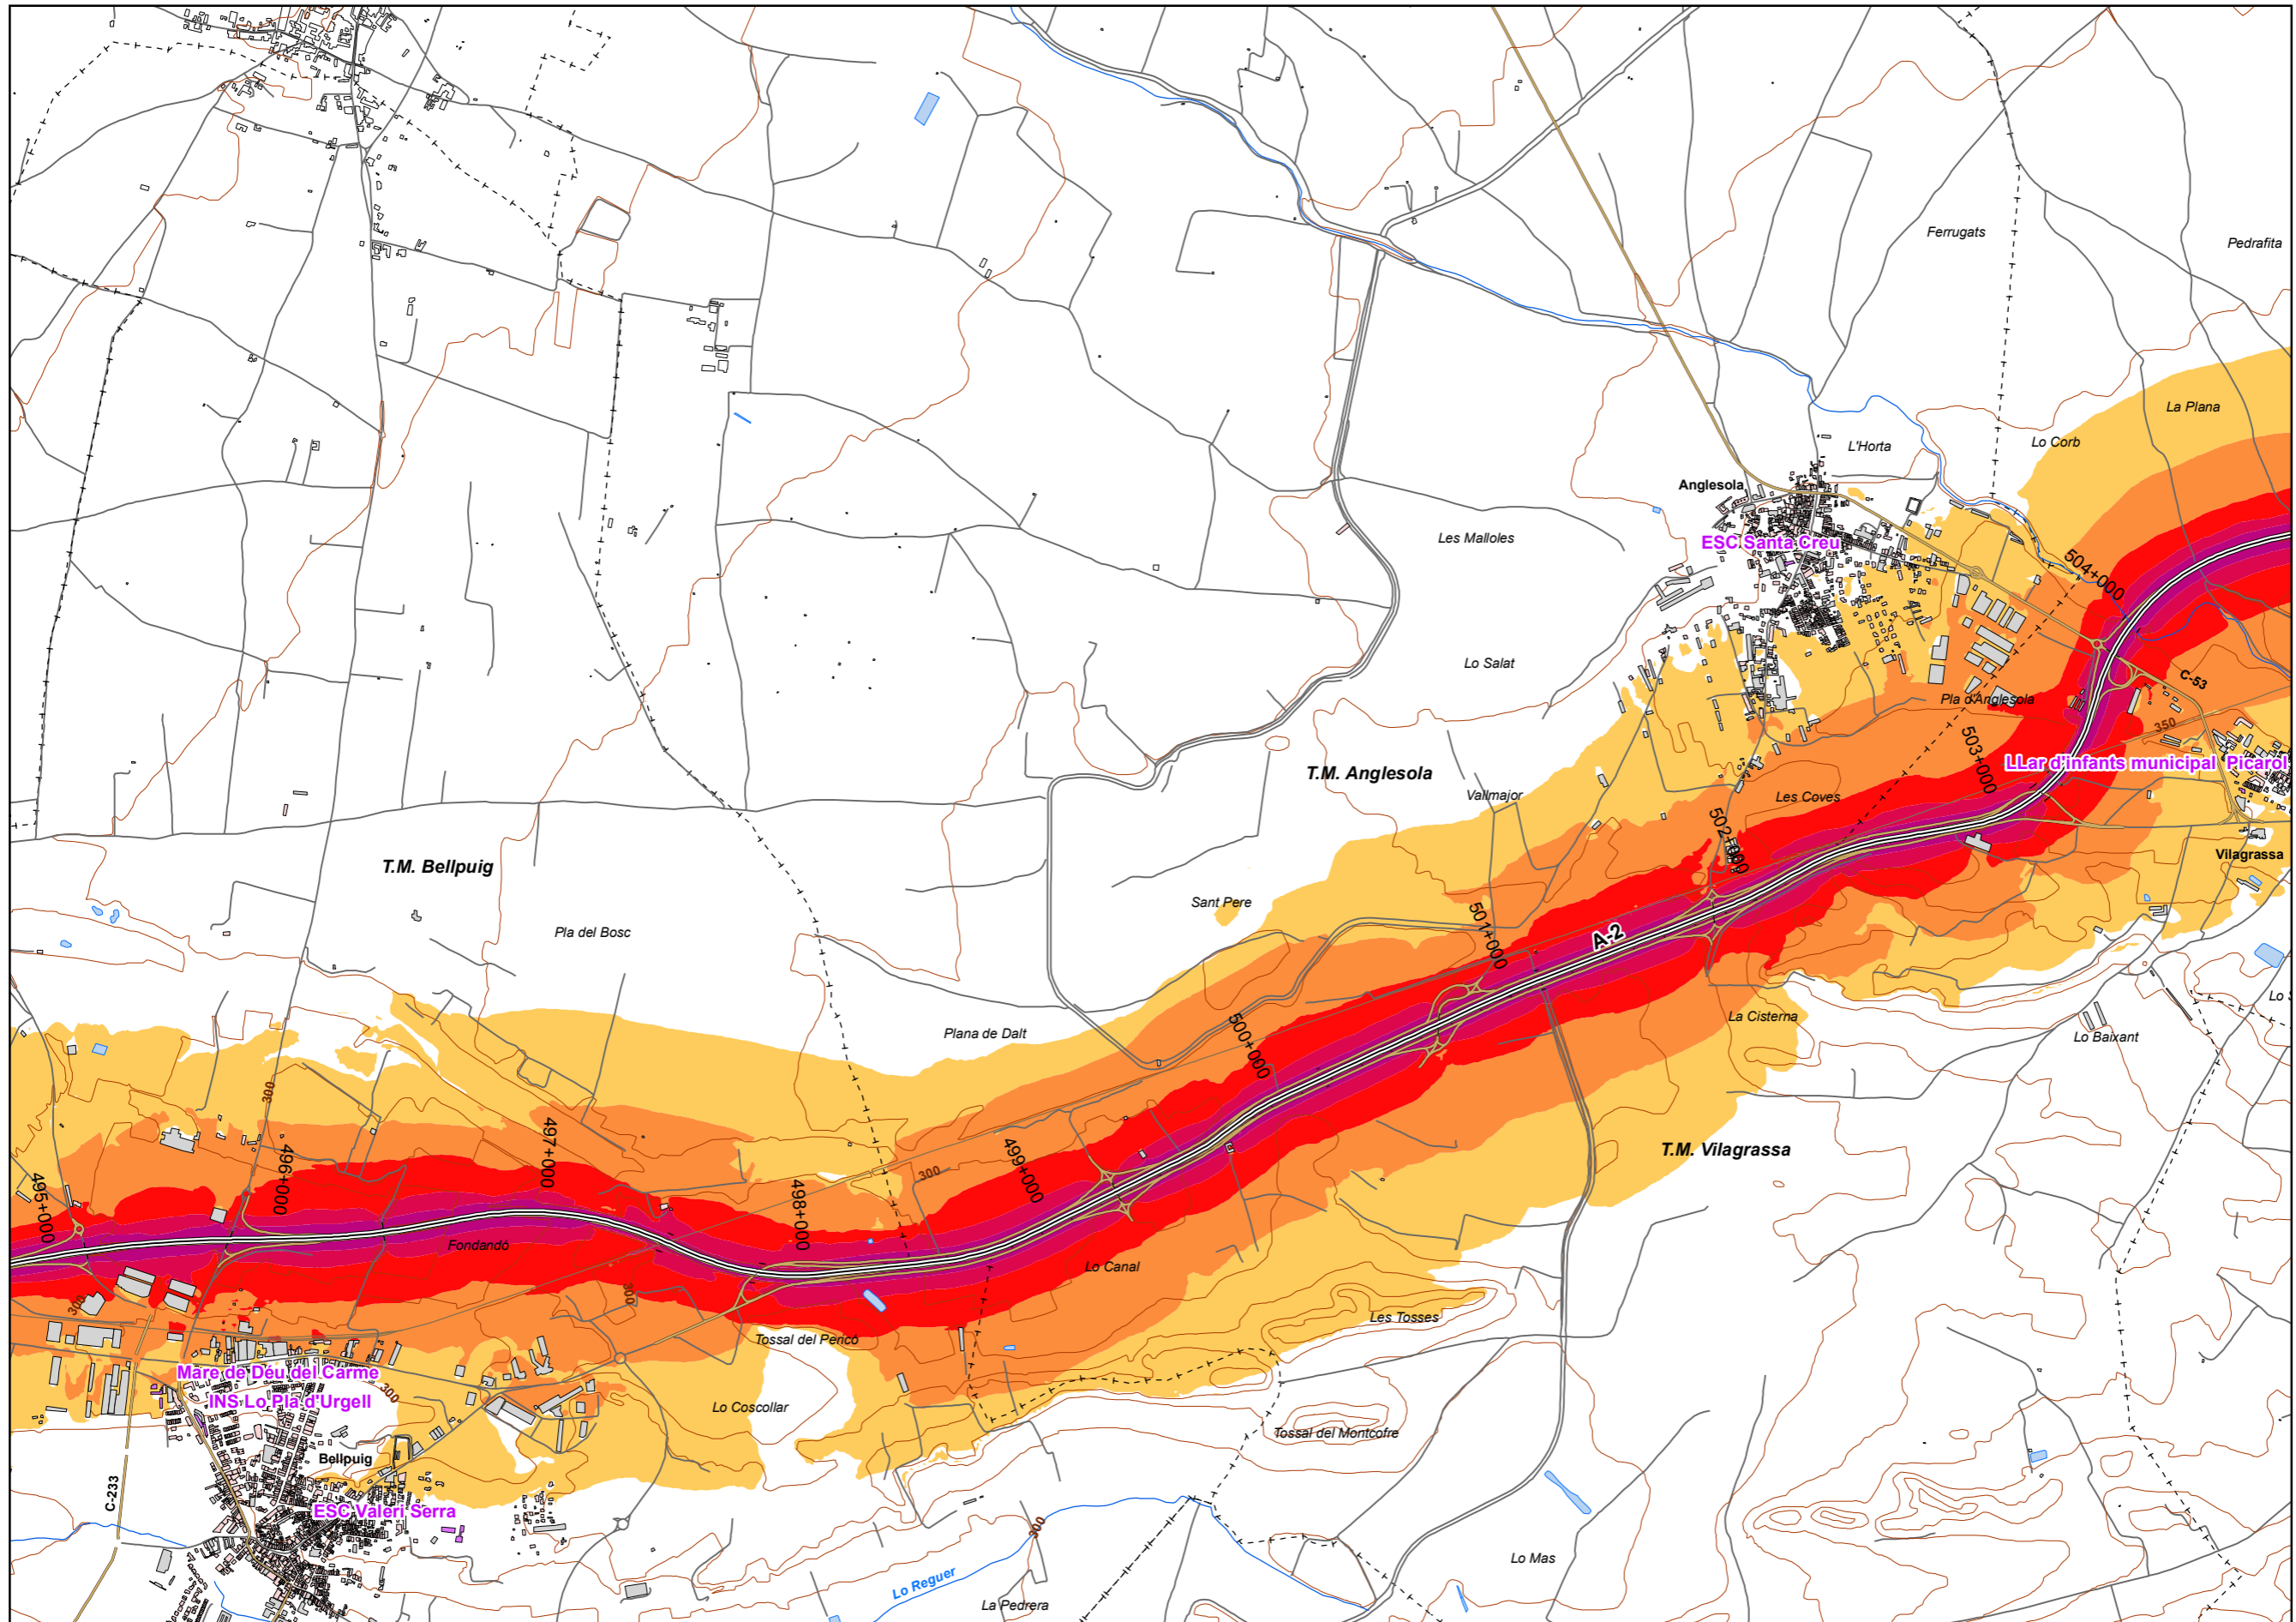 Ferrugats
Pedrafita
La Plana
Lo Corb
L'Horta
Anglesola
Les Malloles
ESC Santa Creu
504+000
Lo Salat
C-53
Pla d'Anglesola
350
503+000
LLar d'infants municipal Picarol
T.M. Anglesola
Vallmajor
Les Coves
502+000
Vilagrassa
T.M. Bellpuig
Sant Pere
501+000
A-2
Pla del Bosc
Lo
La Cisterna
Lo Baixant
Plana de Dalt
500+000
300
T.M. Vilagrassa
497+000
496+000
499+000
300
495+000
498+000
Fondandó
Lo Canal
300
300
Les Tosses
Tossal del Pericó
Mare de Déu del Carme
300
INS Lo Pla d'Urgell
Lo Coscollar
Tossal del Montcofre
Bellpuig
C-233
ESC Valeri Serra
300
Lo Mas
Lo Reguer
La Pedrera